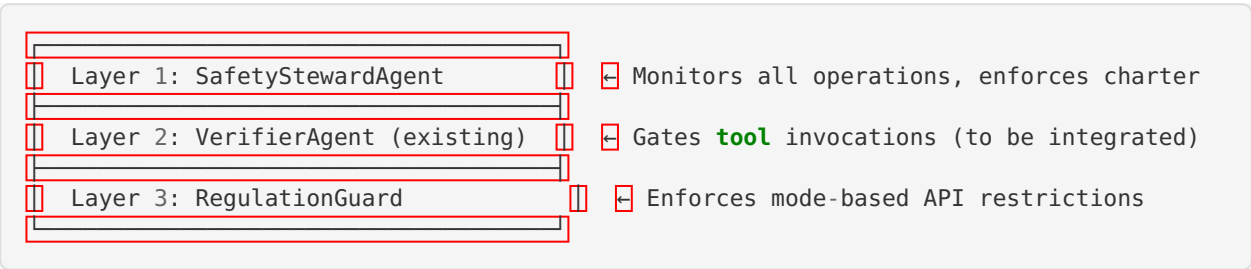 ┌──────────────────────────────────┐
│  Layer 1: SafetyStewardAgent        │  ← Monitors all operations, enforces charter
├──────────────────────────────────┤
│  Layer 2: VerifierAgent (existing)  │  ← Gates tool invocations (to be integrated)
├──────────────────────────────────┤
│  Layer 3: RegulationGuard            │  ← Enforces mode-based API restrictions
└──────────────────────────────────┘